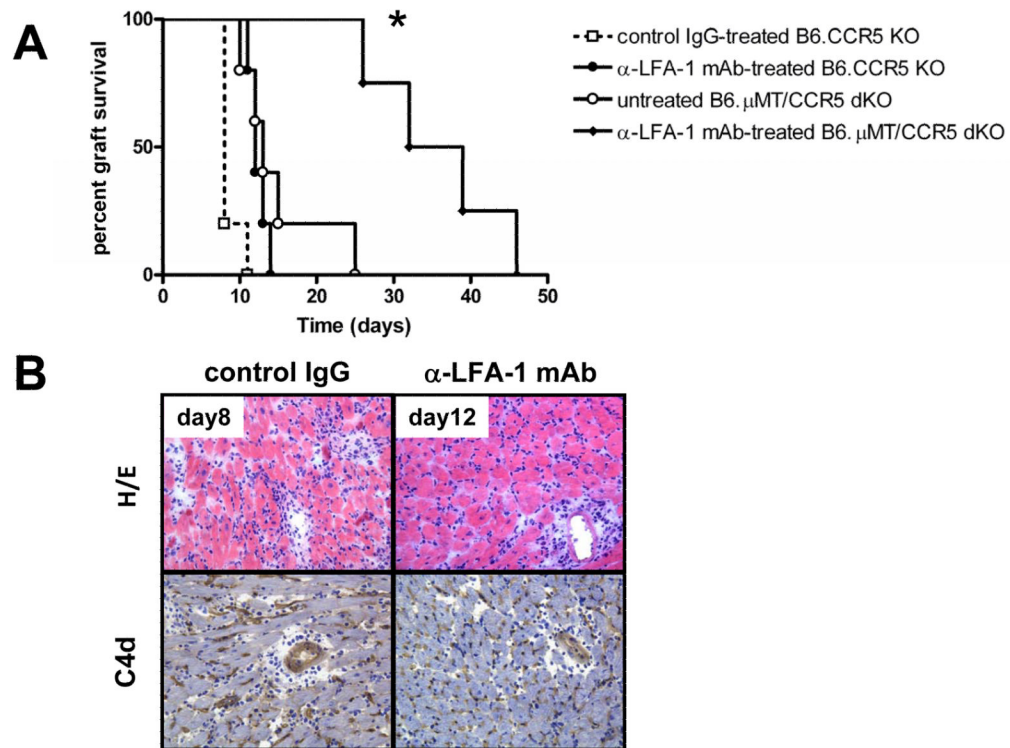 A
100
50
0
percent graft survival
*
0 10 20 30 40 50
Time (days)
control IgG-treated B6.CCR5 KO
α-LFA-1 mAb-treated B6.CCR5 KO
untreated B6. μMT/CCR5 dKO
α-LFA-1 mAb-treated B6. μMT/CCR5 dKO
B
control IgG α-LFA-1 mAb
H/E
day8 day12
C4d